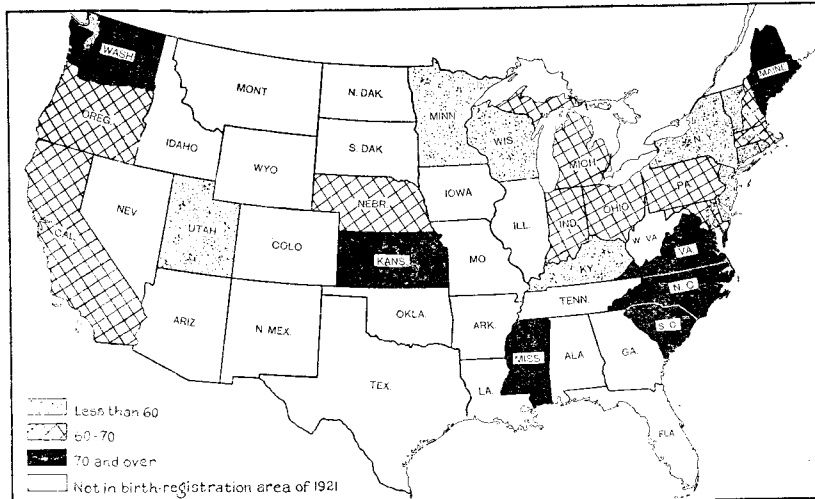 WASH
MAINE
MONT
N. DAK.
MINN
OREG.
IDAHO
WIS.
N.Y.
S. DAK
MICH
WYO
IOWA
PA.
NEBR.
NEV
UTAH
ILL.
IND.
OHIO
COLO
W. VA
VA.
CAL.
KANS.
MO
KY.
N. C.
TENN.
ARIZ
N. MEX.
OKLA.
ARK.
S.C.
MISS.
ALA
GA.
TEX.
LA.
FLA
Less than 60
60-70
70 and over
Not in birth-registration area of 1921